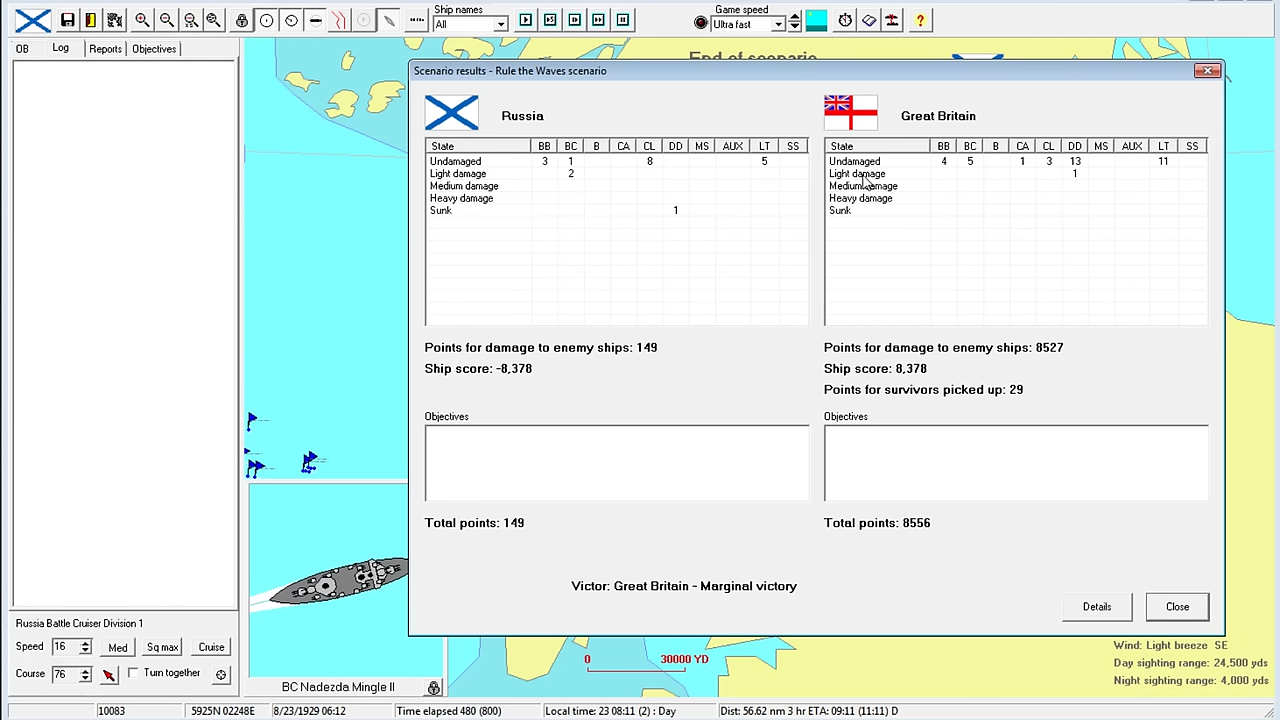 Ship names
All
Game speed
Ultra fast
?
OB Log Reports Objectives
End of scenario
Scenario results - Rule the Waves scenario
Russia
State BB BC B CA CL DD MS AUX LT SS
Undamaged 3 1 8 5
Light damage 2
Medium damage
Heavy damage
Sunk 1
Points for damage to enemy ships: 149
Ship score: -8,378
Objectives
Total points: 149
Great Britain
State BB BC B CA CL DD MS AUX LT SS
Undamaged 4 5 1 3 13 11
Light damage 1
Medium damage
Heavy damage
Sunk
Points for damage to enemy ships: 8527
Ship score: 8,378
Points for survivors picked up: 29
Objectives
Total points: 8556
Victor: Great Britain - Marginal victory
Details Close
Russia Battle Cruiser Division 1
Speed 16 Med Sq max Cruise
Course 76 Turn together
BC Nadezda Mingle II
0 30000 YD
Wind: Light breeze SE
Day sighting range: 24,500 yds
Night sighting range: 4,000 yds
10083 5925N 02248E 8/23/1929 06:12 Time elapsed 480 (800) Local time: 23 08:11 (2) : Day Dist: 56.62 nm 3 hr ETA: 09:11 (11:11) D